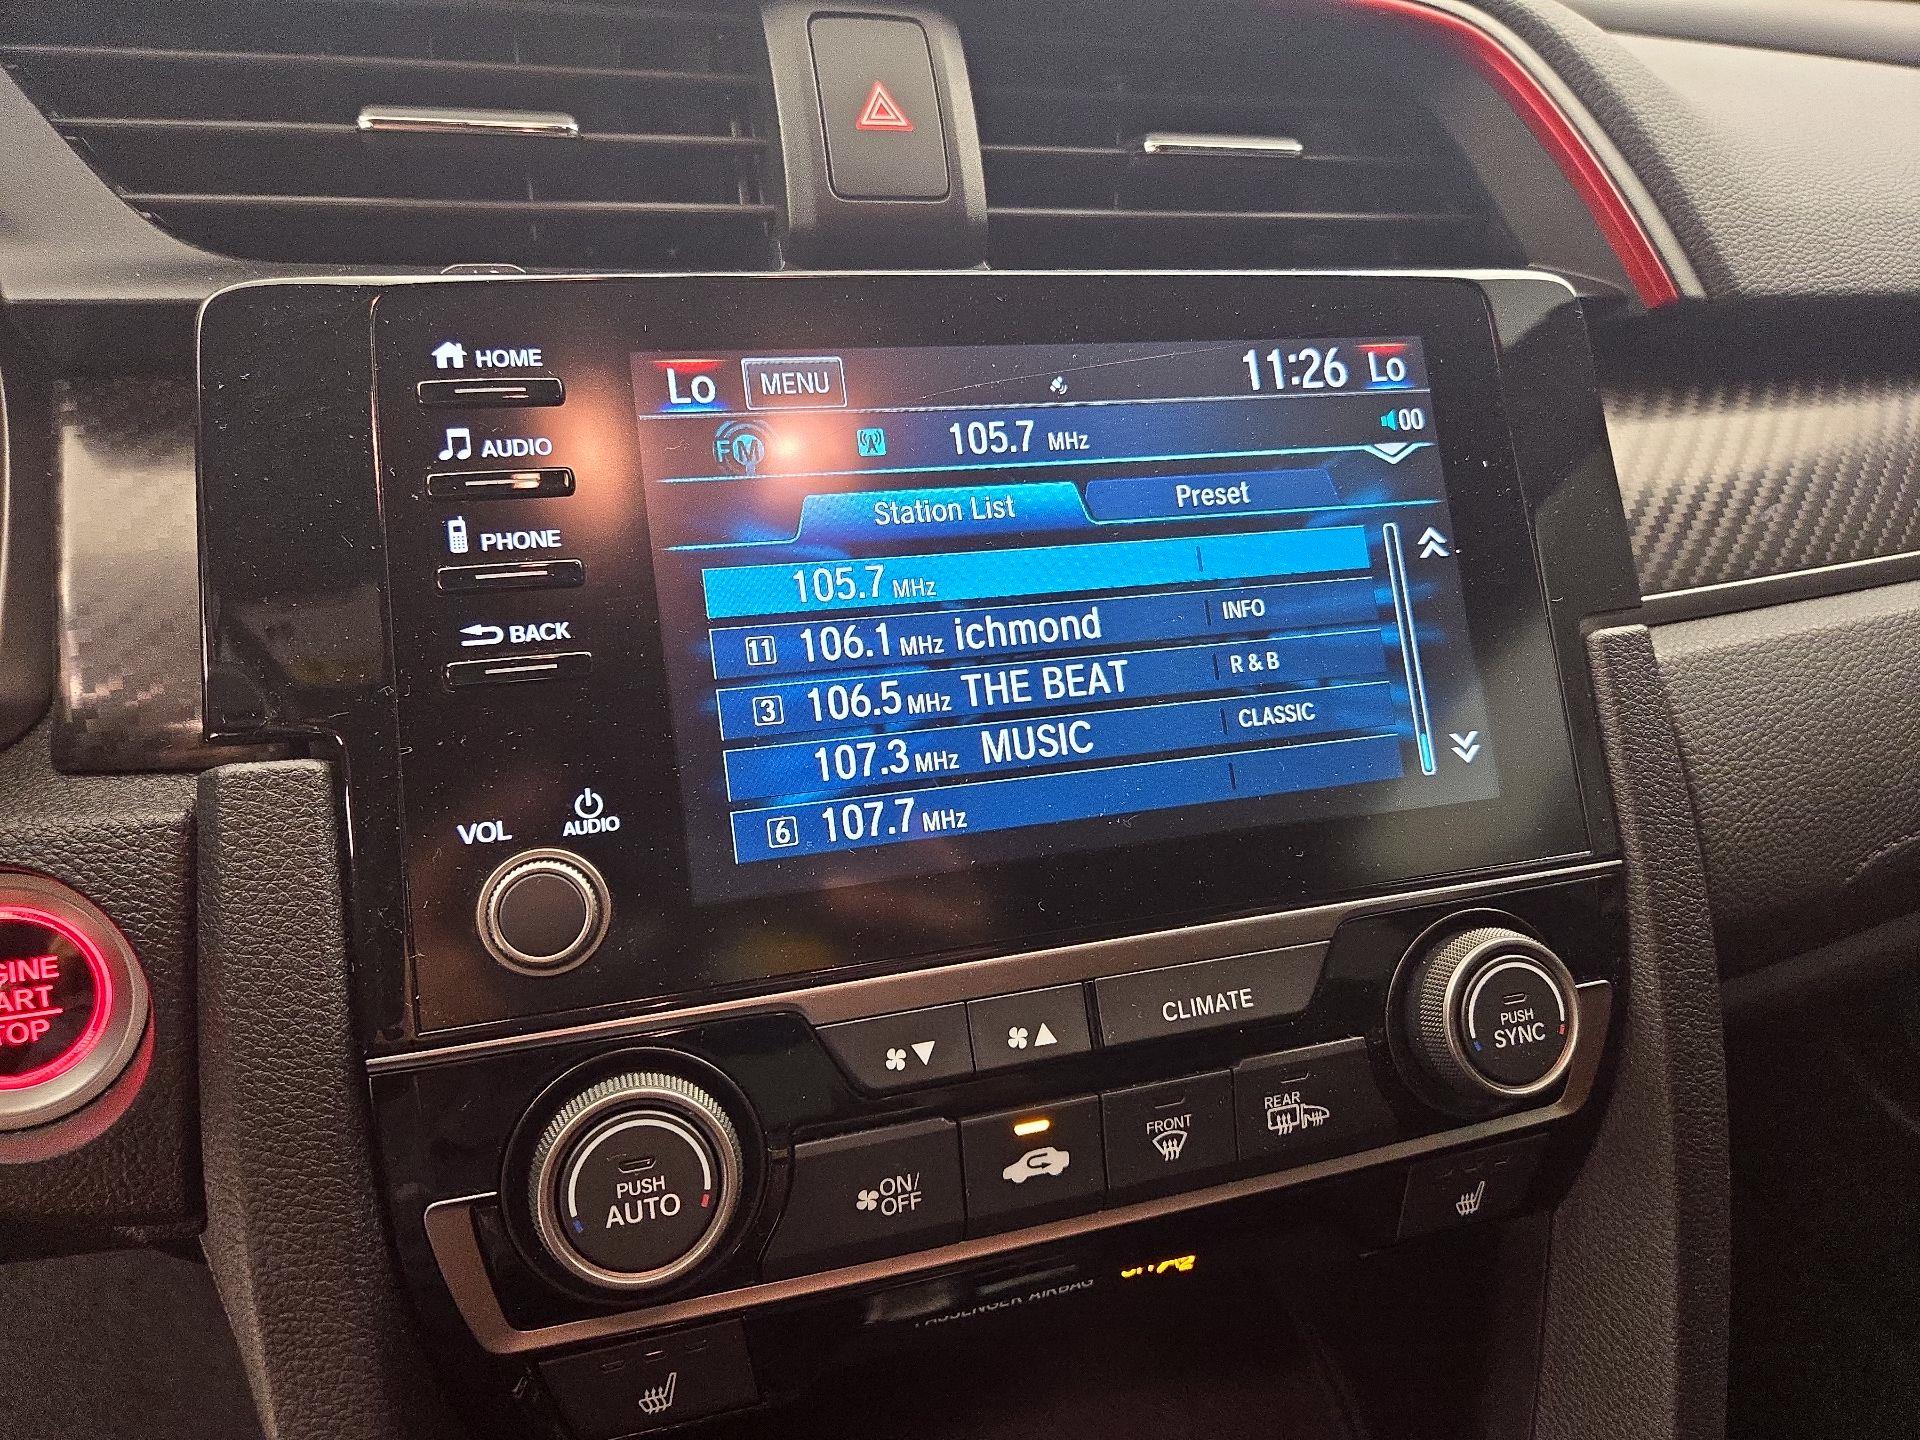 HOME
AUDIO
PHONE
BACK
VOL
AUDIO
Lo MENU 11:26 Lo
FM 105.7 MHz 00
Station List Preset
105.7 MHz
11 106.1 MHz ichmond INFO
3 106.5 MHz THE BEAT R & B
107.3 MHz MUSIC CLASSIC
6 107.7 MHz
GINE
ART
TOP
CLIMATE
PUSH
SYNC
PUSH
AUTO
ON/
OFF
FRONT
REAR
PASSENGER AIRBAG